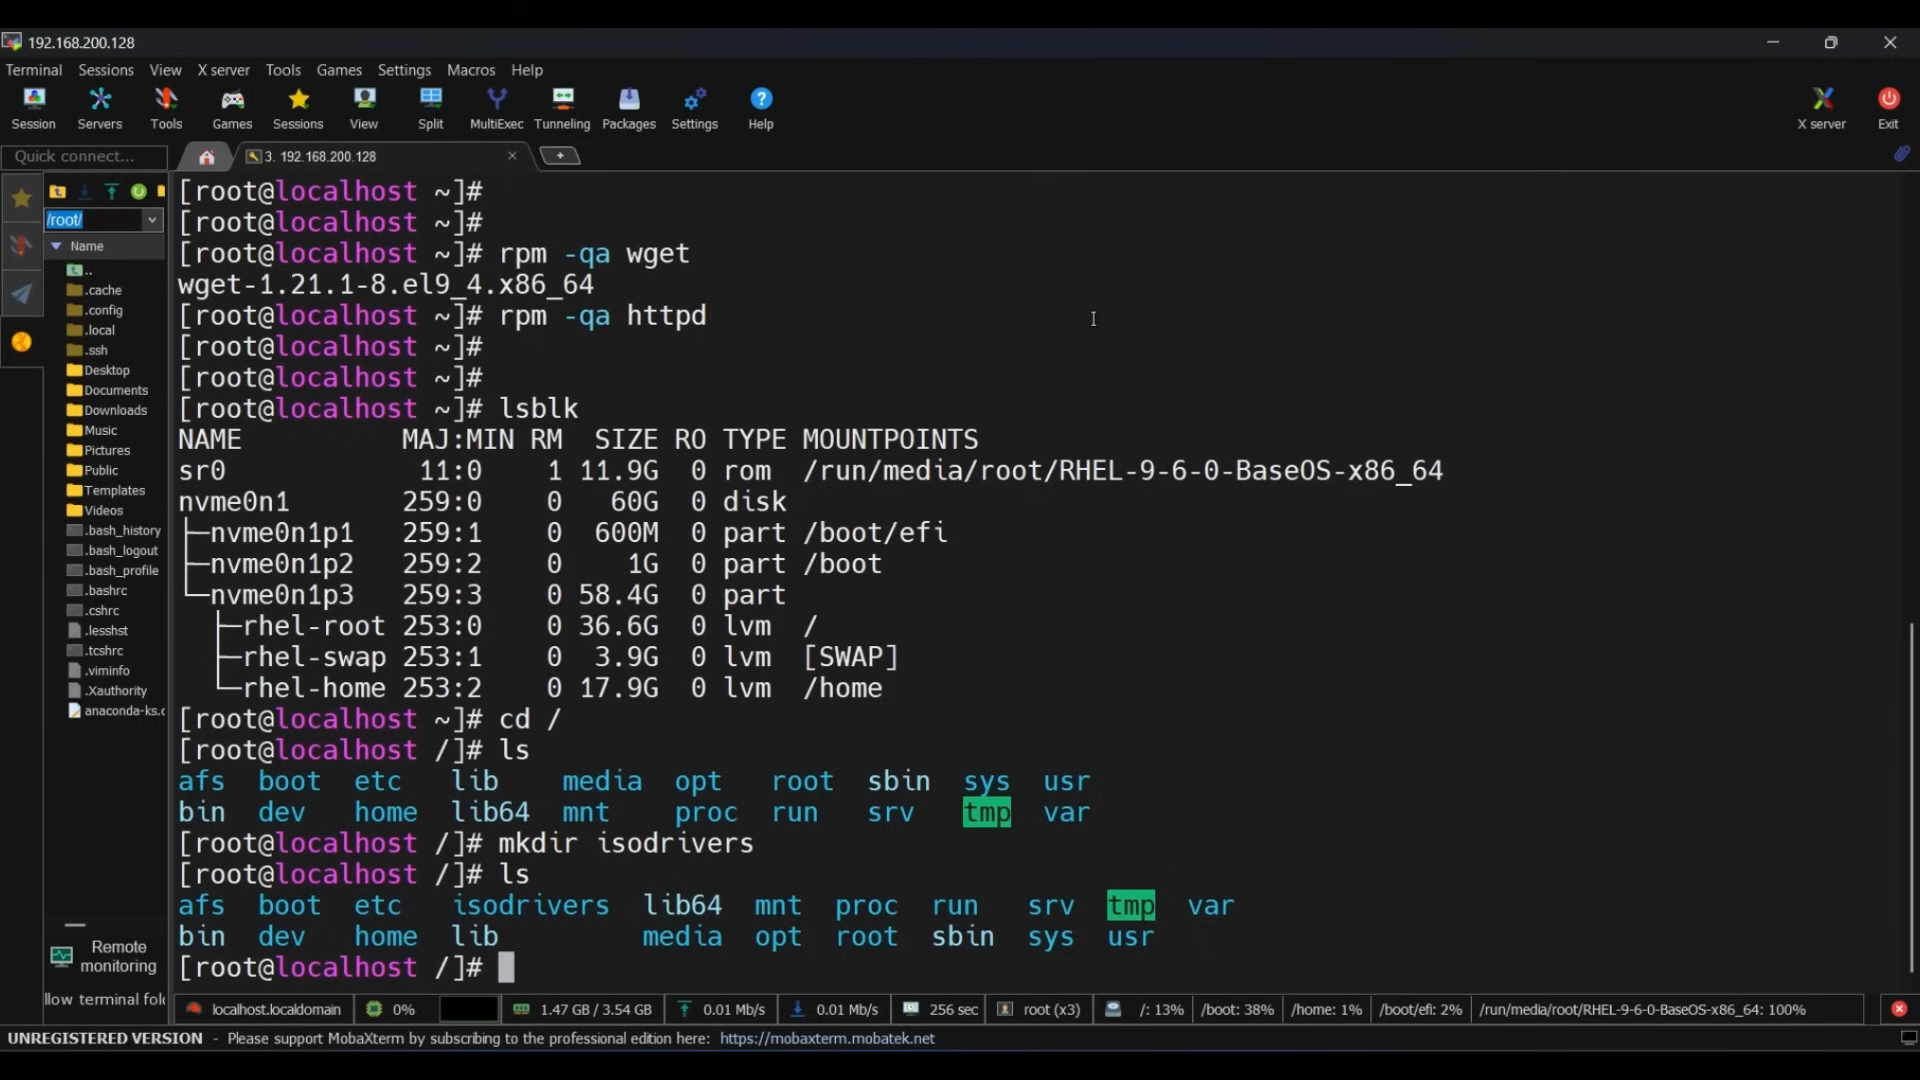 192.168.200.128
Terminal Sessions View X server Tools Games Settings Macros Help
Session Servers Tools Games Sessions View Split MultiExec Tunneling Packages Settings Help X server Exit
Quick connect... 3. 192.168.200.128
/root/
Name
..
.cache
.config
.local
.ssh
Desktop
Documents
Downloads
Music
Pictures
Public
Templates
Videos
.bash_history
.bash_logout
.bash_profile
.bashrc
.cshrc
.lesshst
.tcshrc
.viminfo
.Xauthority
anaconda-ks.c
Remote
monitoring
llow terminal fol
[root@localhost ~]#
[root@localhost ~]#
[root@localhost ~]# rpm -qa wget
wget-1.21.1-8.el9_4.x86_64
[root@localhost ~]# rpm -qa httpd
[root@localhost ~]#
[root@localhost ~]#
[root@localhost ~]# lsblk
NAME MAJ:MIN RM SIZE RO TYPE MOUNTPOINTS
sr0 11:0 1 11.9G 0 rom /run/media/root/RHEL-9-6-0-BaseOS-x86_64
nvme0n1 259:0 0 60G 0 disk
├─nvme0n1p1 259:1 0 600M 0 part /boot/efi
├─nvme0n1p2 259:2 0 1G 0 part /boot
└─nvme0n1p3 259:3 0 58.4G 0 part
├─rhel-root 253:0 0 36.6G 0 lvm /
├─rhel-swap 253:1 0 3.9G 0 lvm [SWAP]
└─rhel-home 253:2 0 17.9G 0 lvm /home
[root@localhost ~]# cd /
[root@localhost /]# ls
afs boot etc lib media opt root sbin sys usr
bin dev home lib64 mnt proc run srv tmp var
[root@localhost /]# mkdir isodrivers
[root@localhost /]# ls
afs boot etc isodrivers lib64 mnt proc run srv tmp var
bin dev home lib media opt root sbin sys usr
[root@localhost /]#
localhost.localdomain 0% 1.47 GB / 3.54 GB 0.01 Mb/s 0.01 Mb/s 256 sec root (x3) /: 13% /boot: 38% /home: 1% /boot/efi: 2% /run/media/root/RHEL-9-6-0-BaseOS-x86_64: 100%
UNREGISTERED VERSION - Please support MobaXterm by subscribing to the professional edition here: https://mobaxterm.mobatek.net